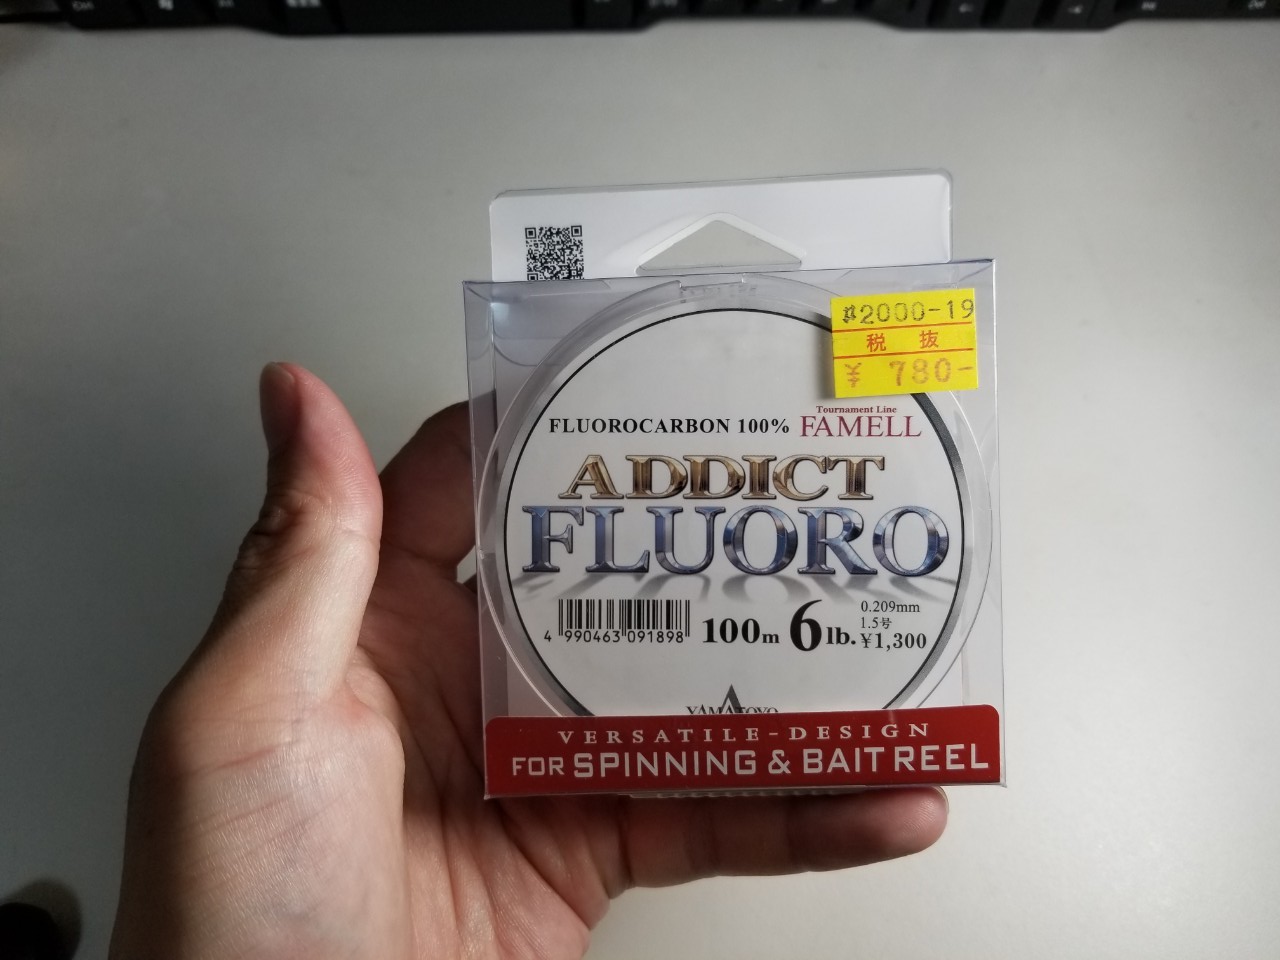 #2000-19
税 抜
¥ 780-
FLUOROCARBON 100%
Tournament Line
FAMELL
ADDICT
FLUORO
4 990463 091898
100m 6lb.
0.209mm
1.5号
¥1,300
YAMATOYO
VERSATILE-DESIGN
FOR SPINNING & BAIT REEL